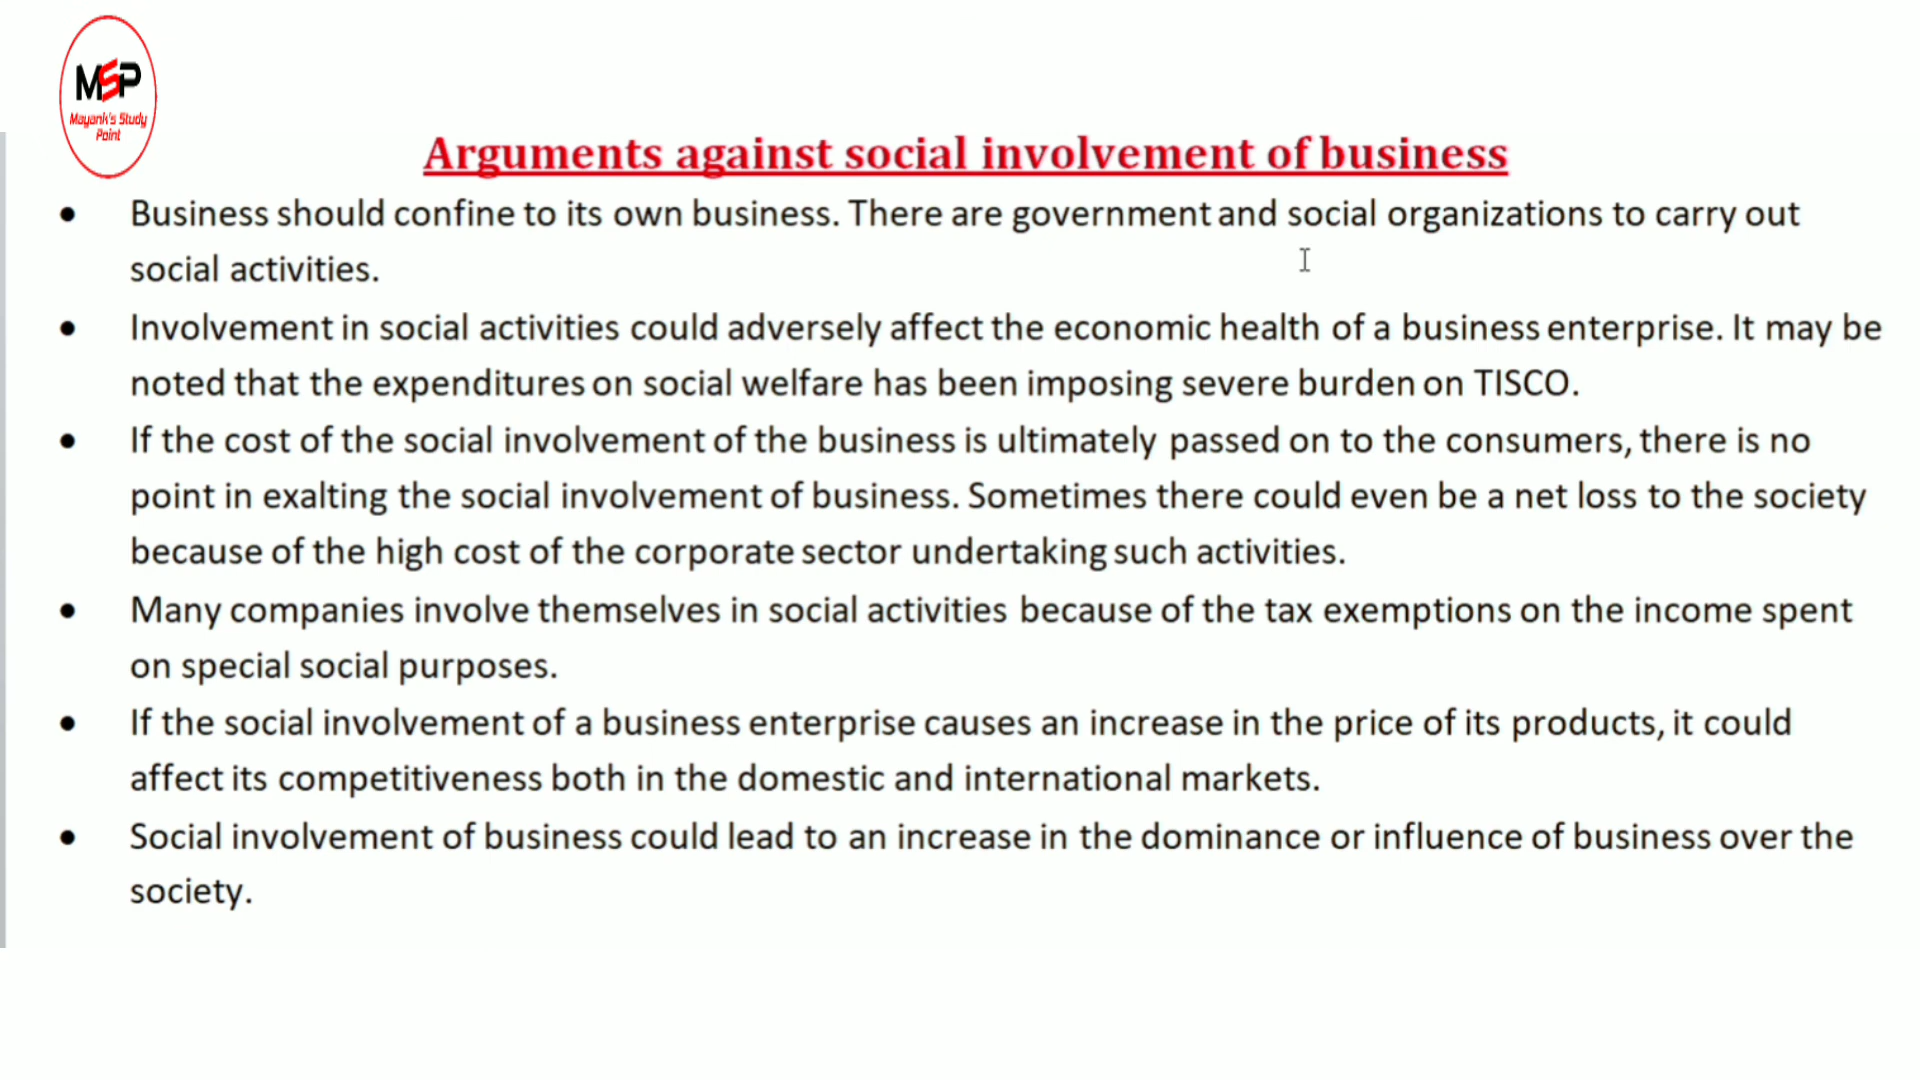 MSP
Mayank's Study
Point
Arguments against social involvement of business
• Business should confine to its own business. There are government and social organizations to carry out
social activities.
• Involvement in social activities could adversely affect the economic health of a business enterprise. It may be
noted that the expenditures on social welfare has been imposing severe burden on TISCO.
• If the cost of the social involvement of the business is ultimately passed on to the consumers, there is no
point in exalting the social involvement of business. Sometimes there could even be a net loss to the society
because of the high cost of the corporate sector undertaking such activities.
• Many companies involve themselves in social activities because of the tax exemptions on the income spent
on special social purposes.
• If the social involvement of a business enterprise causes an increase in the price of its products, it could
affect its competitiveness both in the domestic and international markets.
• Social involvement of business could lead to an increase in the dominance or influence of business over the
society.